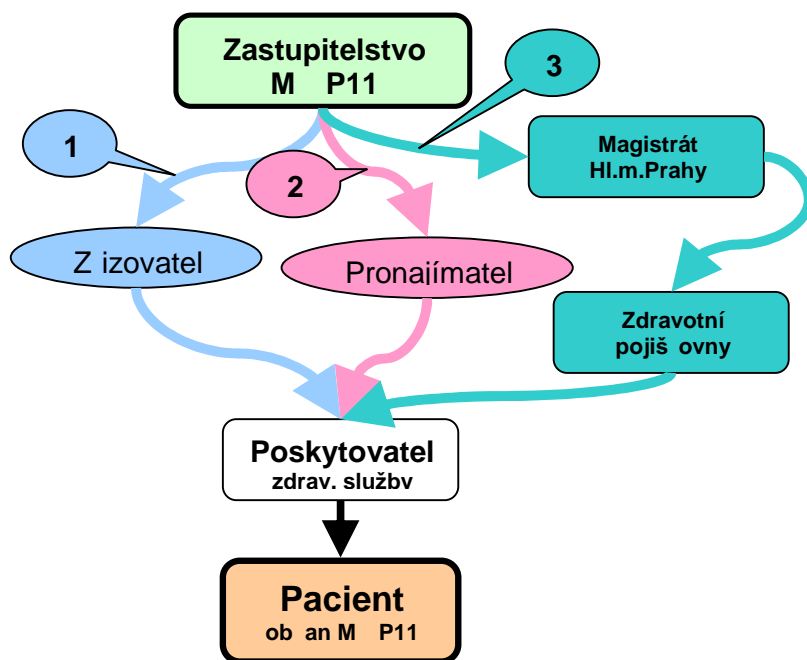 Zastupitelstvo
M P11
3
1
2
Magistrát
Hl.m.Prahy
Z izovatel
Pronajímatel
Zdravotní
pojiš ovny
Poskytovatel
zdrav. službv
Pacient
ob an M P11